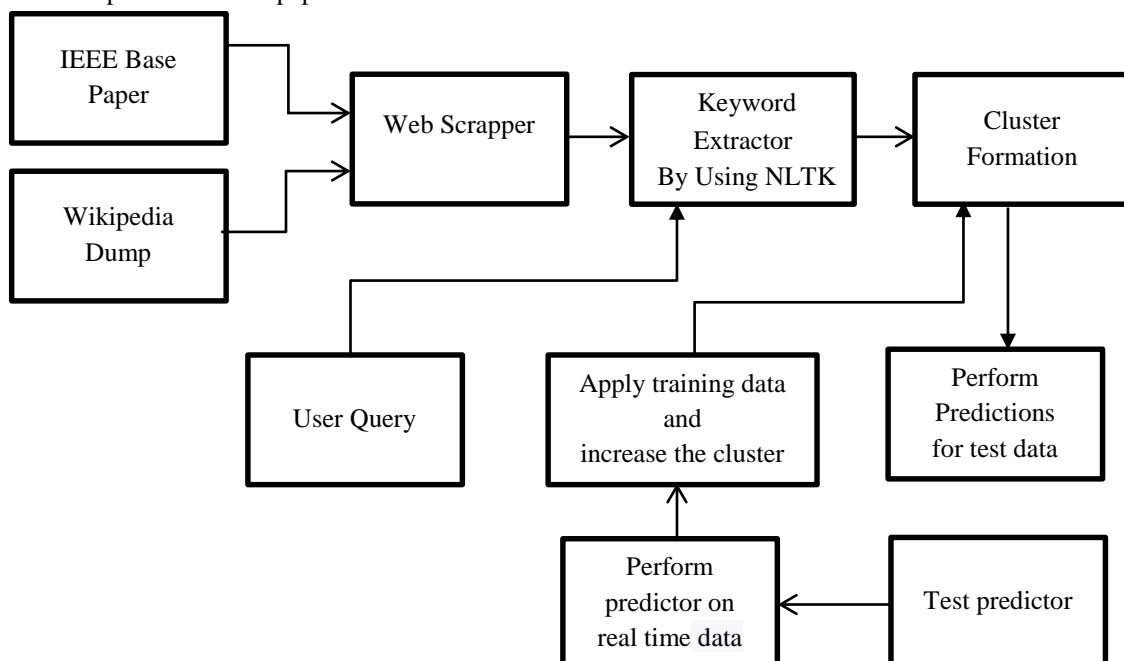 IEEE Base
Paper
Web Scrapper
Keyword
Extractor
By Using NLTK
Cluster
Formation
Wikipedia
Dump
User Query
Apply training data
and
increase the cluster
Perform
Predictions
for test data
Perform
predictor on
real time data
Test predictor